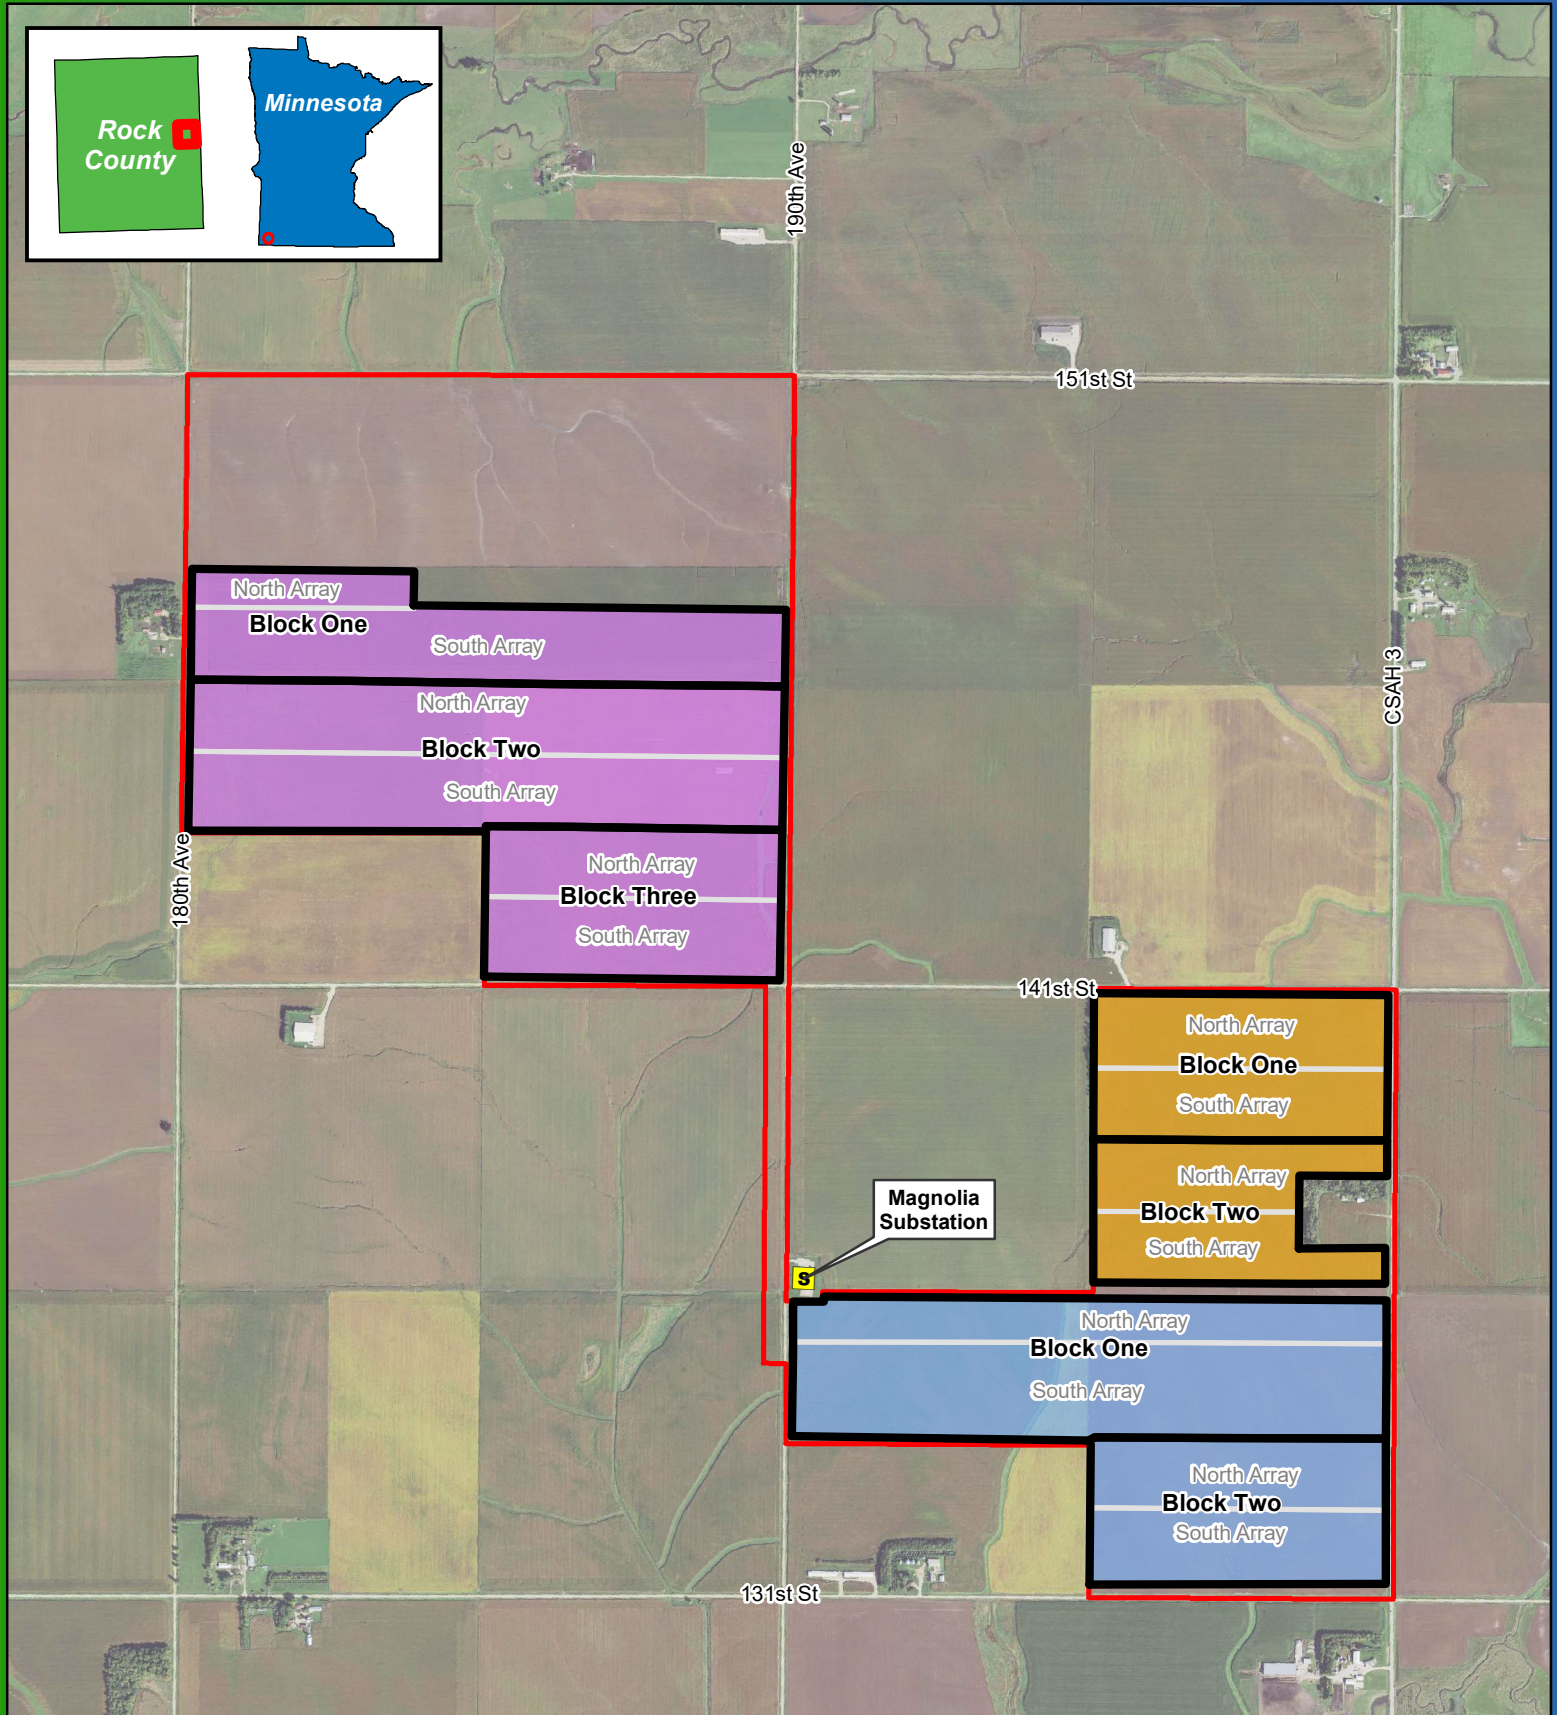 Rock
County
Minnesota
190th Ave
151st St
North Array
Block One
South Array
North Array
Block Two
South Array
North Array
Block Three
South Array
180th Ave
CSAH 3
141st St
North Array
Block One
South Array
North Array
Block Two
South Array
Magnolia
Substation
S
North Array
Block One
South Array
North Array
Block Two
South Array
131st St